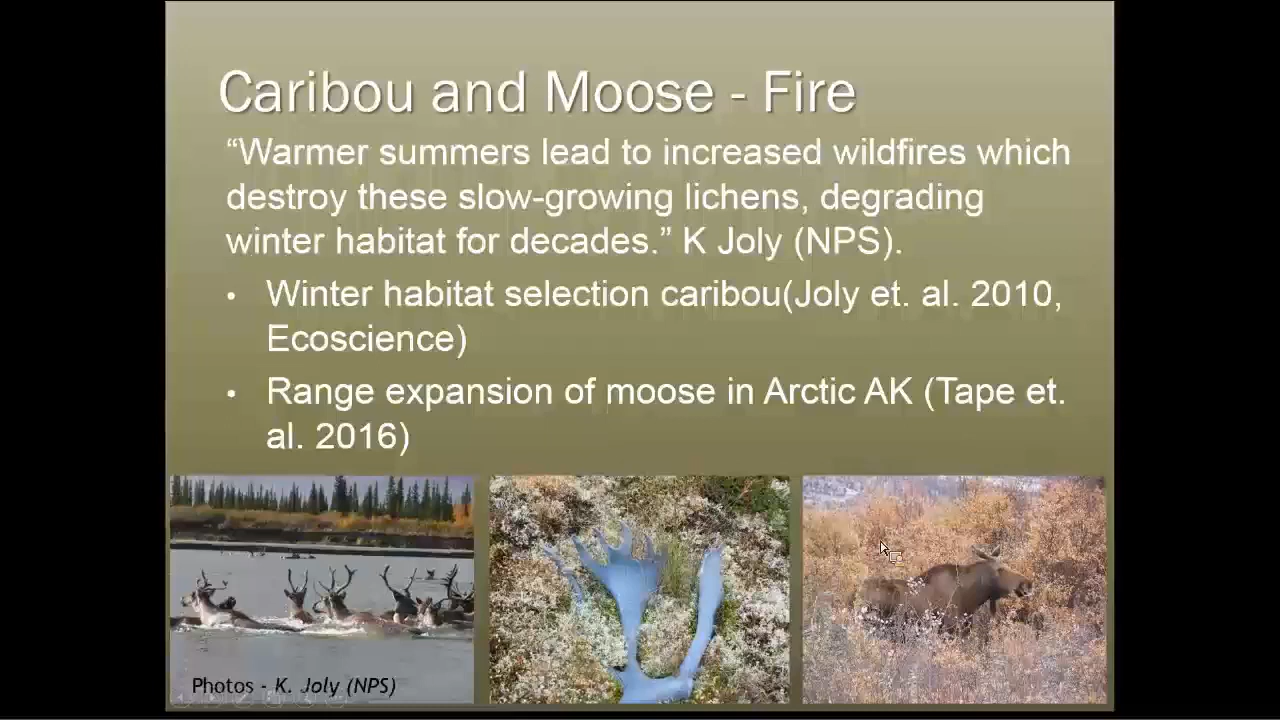 Caribou and Moose - Fire
“Warmer summers lead to increased wildfires which
destroy these slow-growing lichens, degrading
winter habitat for decades.” K Joly (NPS).
• Winter habitat selection caribou(Joly et. al. 2010,
Ecoscience)
• Range expansion of moose in Arctic AK (Tape et.
al. 2016)
Photos - K. Joly (NPS)